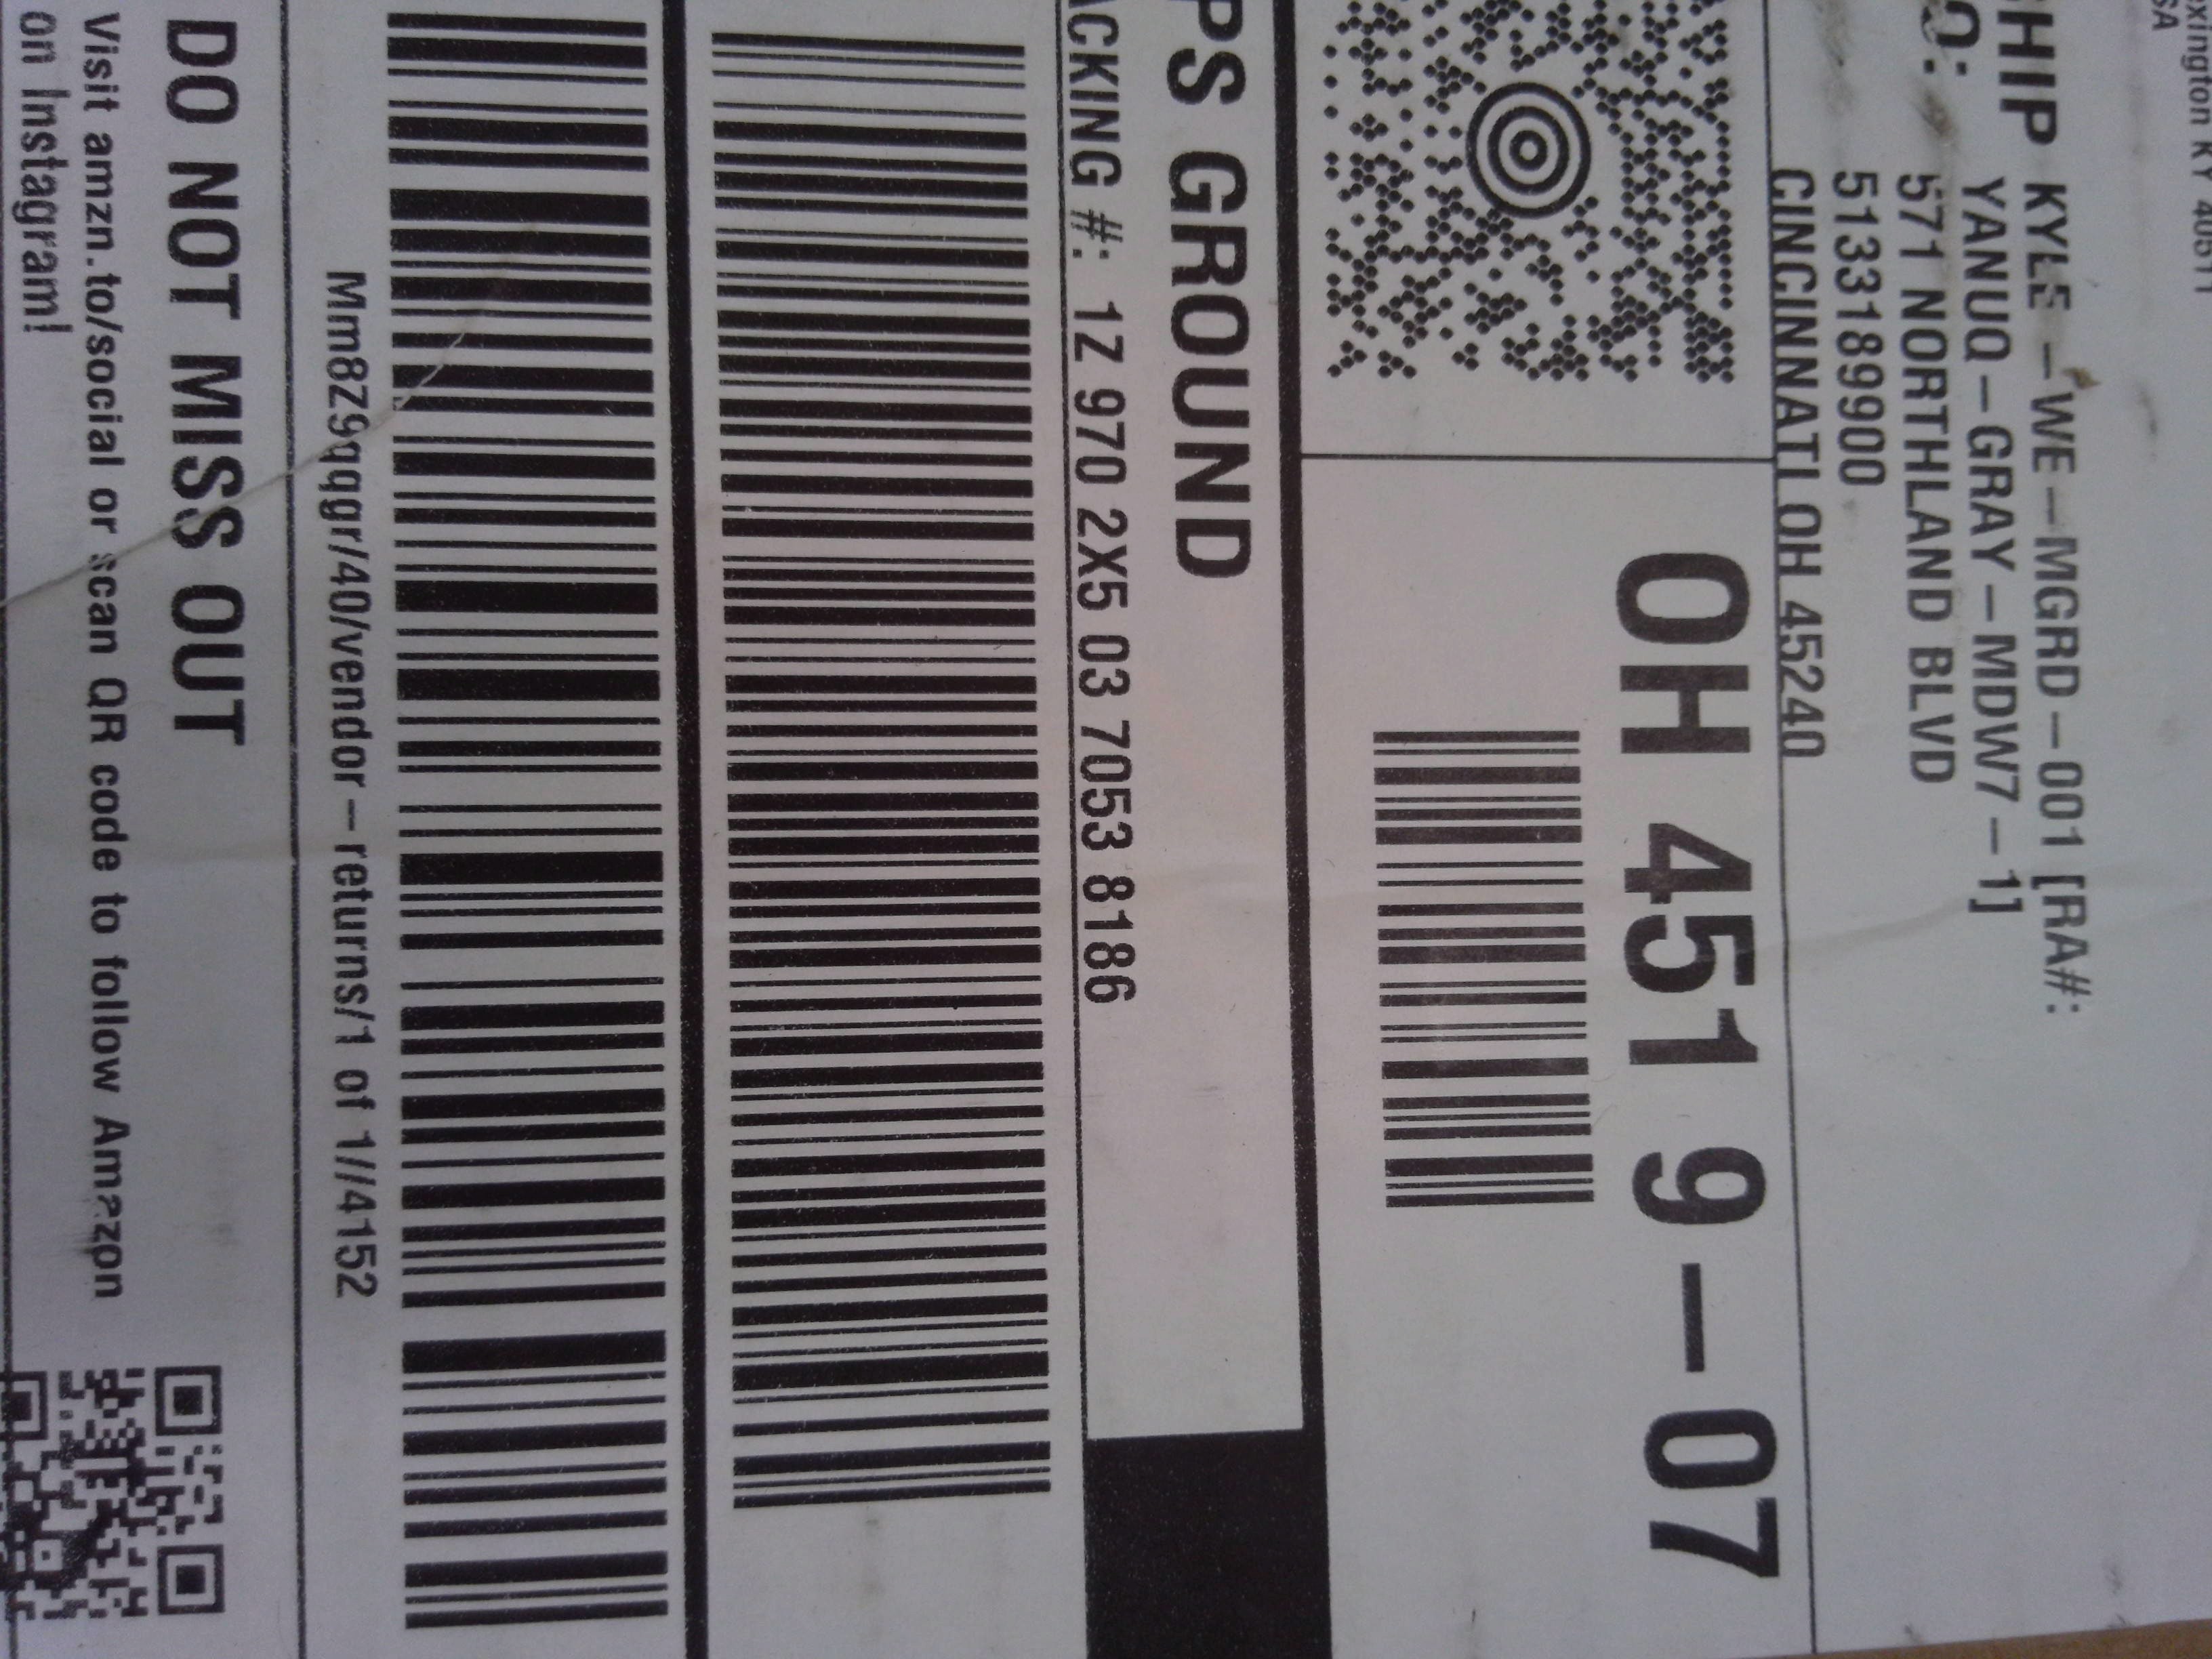 exington KY 40511
SA
SHIP KYLE -WE-MGRD-001 [RA#:
O: YANUQ-GRAY-MDW7-1]
571 NORTHLAND BLVD
5133189900
CINCINNATI OH 45240
OH 451 9-07
PS GROUND
ACKING #: 1Z 970 2X5 03 7053 8186
Mm8Z9qqgr/40/vendor-returns/1 of 1//4152
DO NOT MISS OUT
Visit amzn.to/social or scan QR code to follow Amazon
on Instagram!